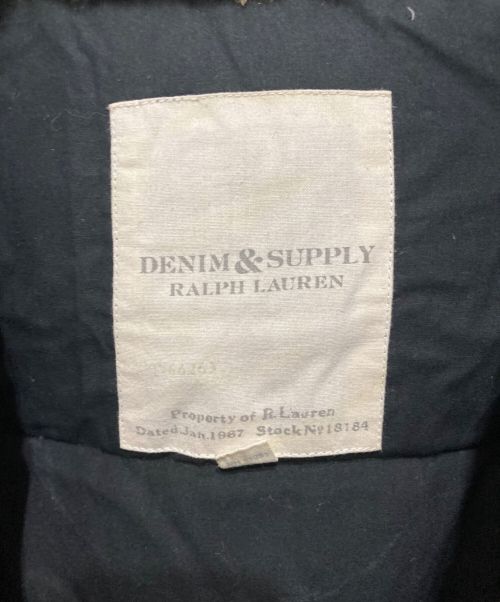 DENIM & SUPPLY
RALPH LAUREN
Property of R. Lauren
Dated Jan. 1967 Stock No 18184